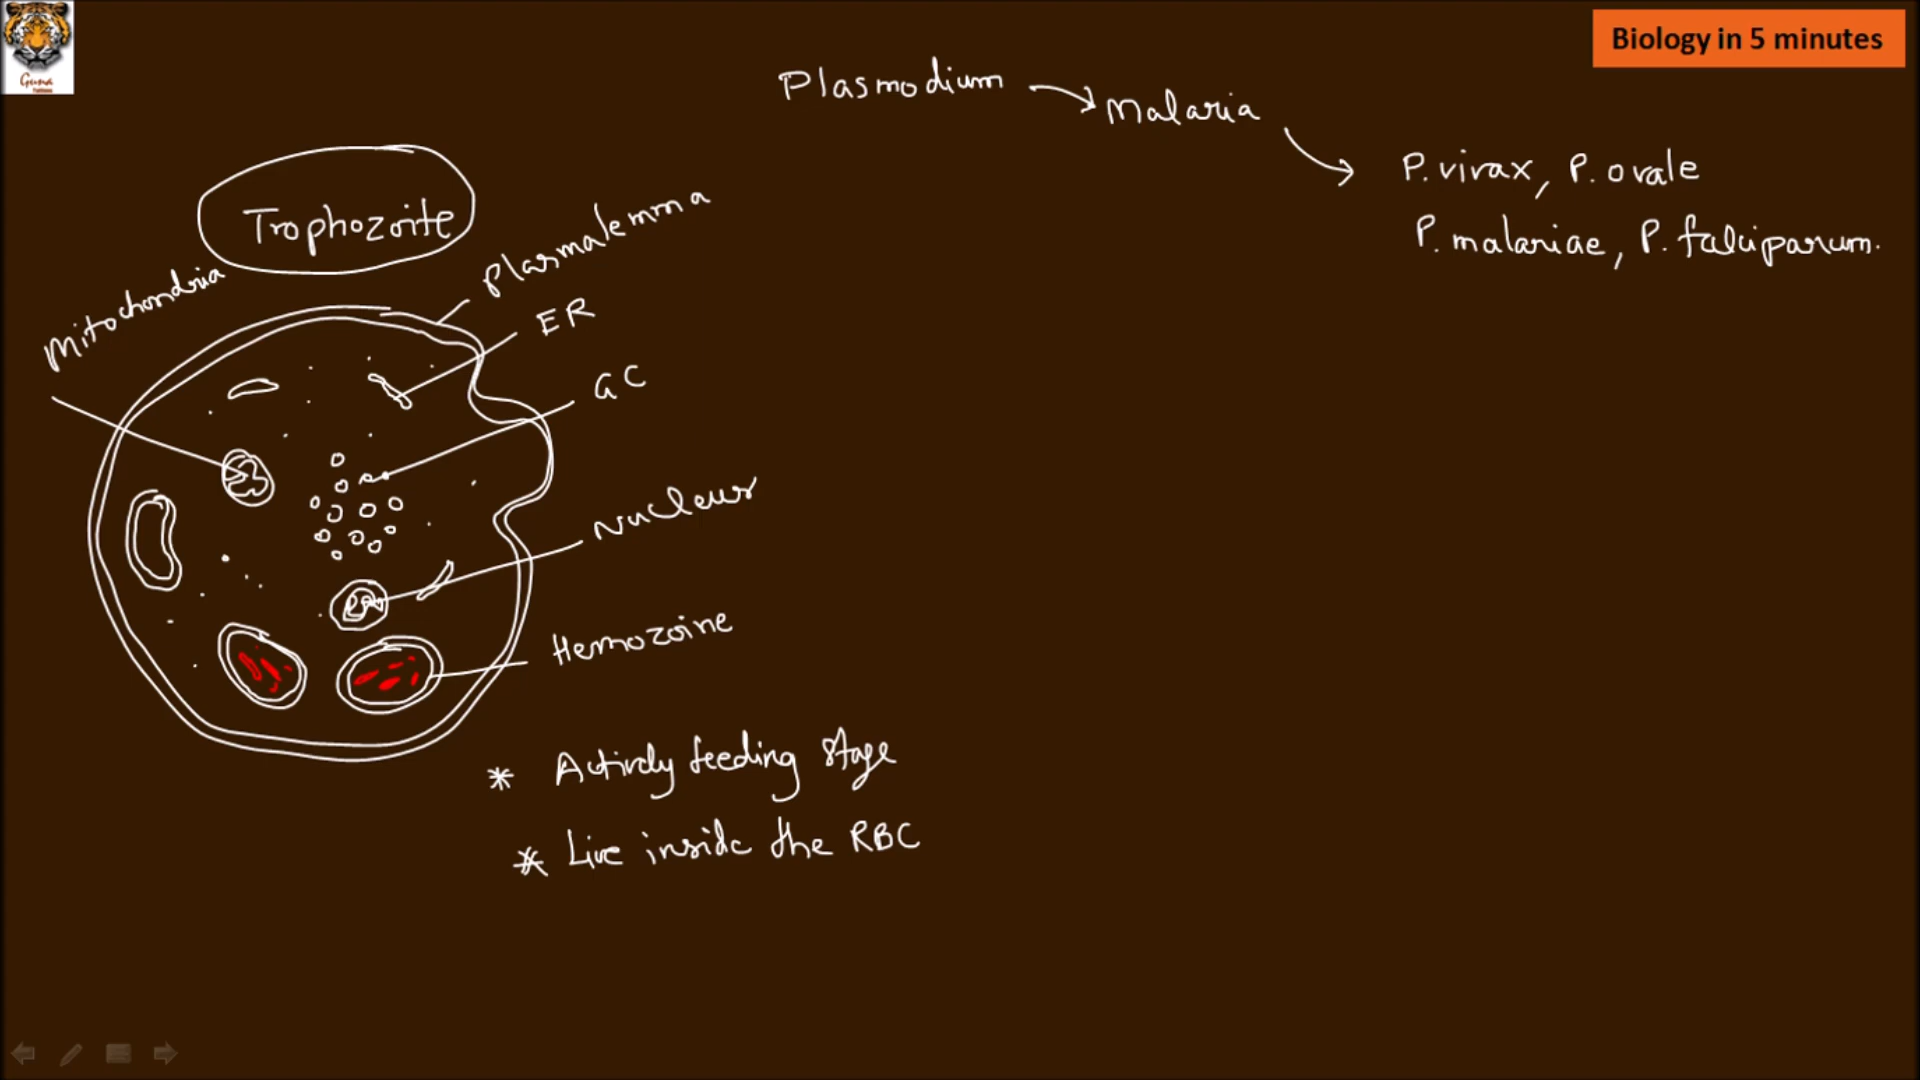 Biology in 5 minutes
Plasmodium
Malaria
P. virax, P. ovale
P. malariae, P. falciparum.
Trophozoite
Mitochondria
Plasmalemma
ER
GC
Nucleus
Hemozoine
* Actively feeding stage
* Live inside the RBC
Guna